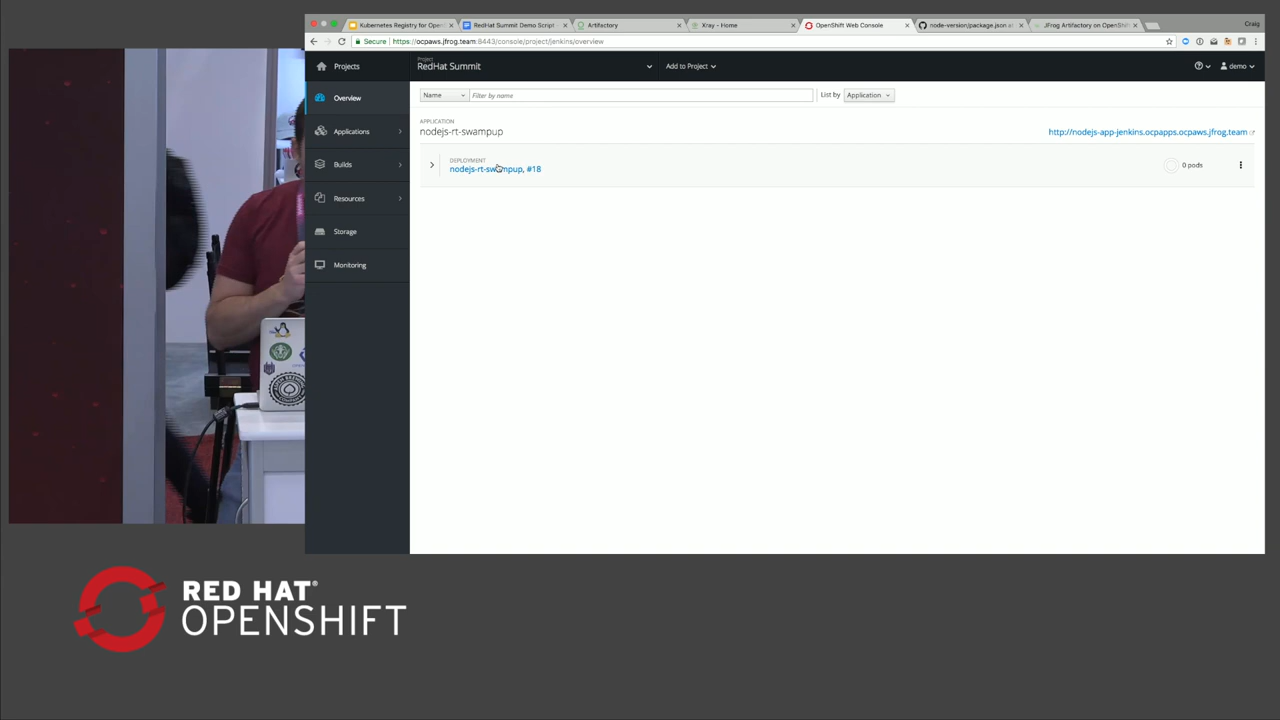 Kubernetes Registry for Open
RedHat Summit Demo Script
Artifactory
Xray - Home
OpenShift Web Console
node-version/package.json at
JFrog Artifactory on OpenShift
Craig
Secure
https://ocpaws.jfrog.team:8443/console/project/jenkins/overview
Projects
Project
RedHat Summit
Add to Project
demo
Overview
Name
Filter by name
List by
Application
APPLICATION
nodejs-rt-swampup
http://nodejs-app-jenkins.ocpapps.ocpaws.jfrog.team
Applications
DEPLOYMENT
nodejs-rt-swampup, #18
0 pods
Builds
Resources
Storage
Monitoring
RED HAT®
OPENSHIFT